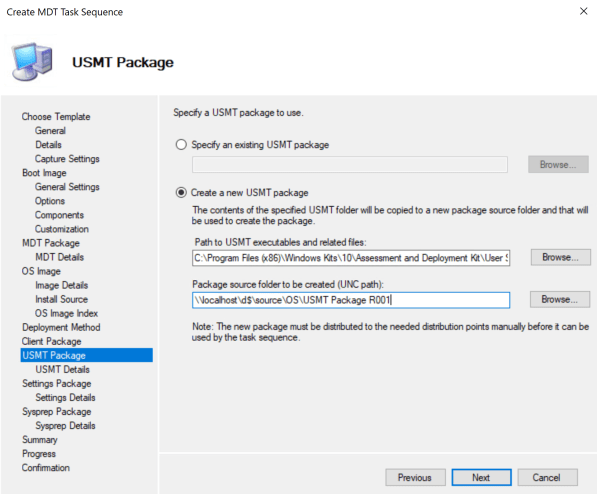 Create MDT Task Sequence
USMT Package
Choose Template
General
Details
Capture Settings
Boot Image
General Settings
Options
Components
Customization
MDT Package
MDT Details
OS Image
Image Details
Install Source
OS Image Index
Deployment Method
Client Package
USMT Package
USMT Details
Settings Package
Settings Details
Sysprep Package
Sysprep Details
Summary
Progress
Confirmation
Specify a USMT package to use.
Specify an existing USMT package
Browse...
Create a new USMT package
The contents of the specified USMT folder will be copied to a new package source folder and that will
be used to create the package.
Path to USMT executables and related files:
C:\Program Files (x86)\Windows Kits\10\Assessment and Deployment Kit\User S
Browse...
Package source folder to be created (UNC path):
\\localhost\d$\source\OS\USMT Package R001
Browse...
Note: The new package must be distributed to the needed distribution points manually before it can be
used by the task sequence.
Previous
Next
Cancel